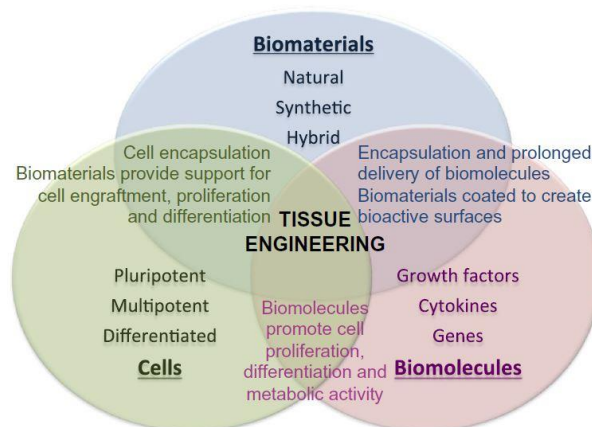 Biomaterials
Natural
Synthetic
Hybrid
Cell encapsulation
Biomaterials provide support for
cell engraftment, proliferation
and differentiation
Encapsulation and prolonged
delivery of biomolecules
Biomaterials coated to create
bioactive surfaces
TISSUE
ENGINEERING
Pluripotent
Multipotent
Differentiated
Cells
Biomolecules
promote cell
proliferation,
differentiation and
metabolic activity
Growth factors
Cytokines
Genes
Biomolecules